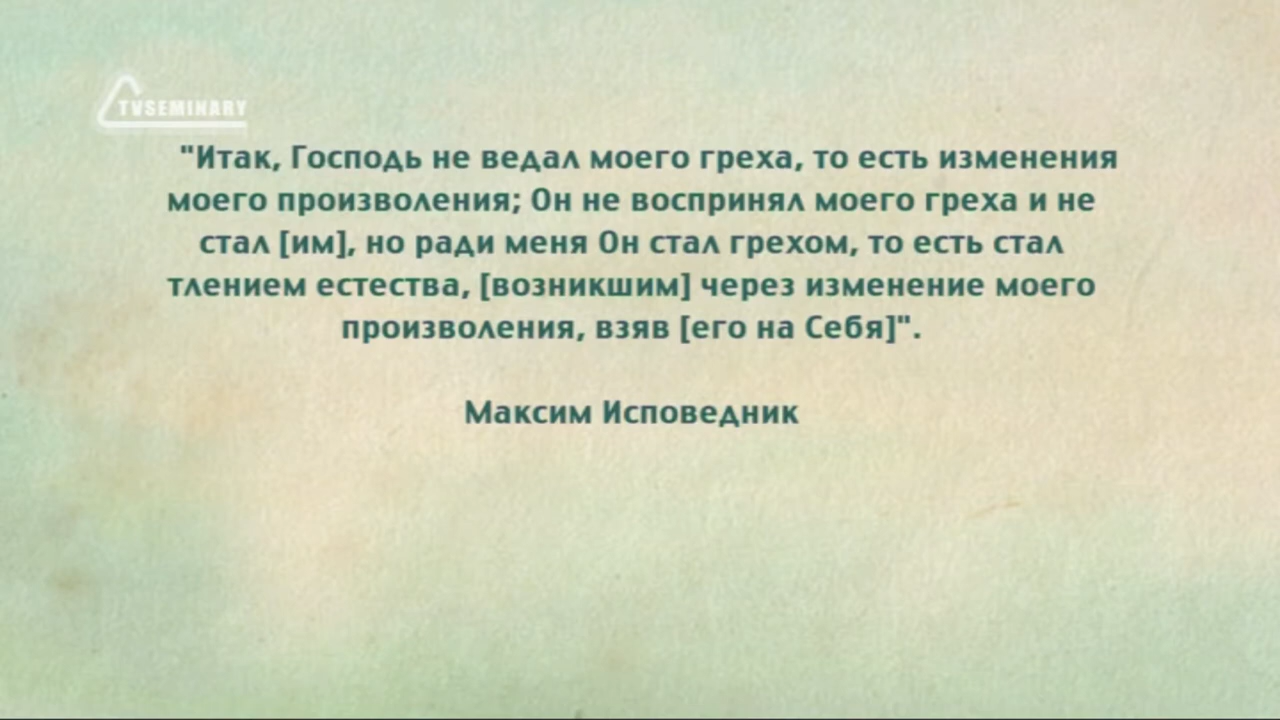 TVSEMINARY
"Итак, Господь не ведал моего греха, то есть изменения
моего произволения; Он не воспринял моего греха и не
стал [им], но ради меня Он стал грехом, то есть стал
тлением естества, [возникшим] через изменение моего
произволения, взяв [его на Себя]".
Максим Исповедник